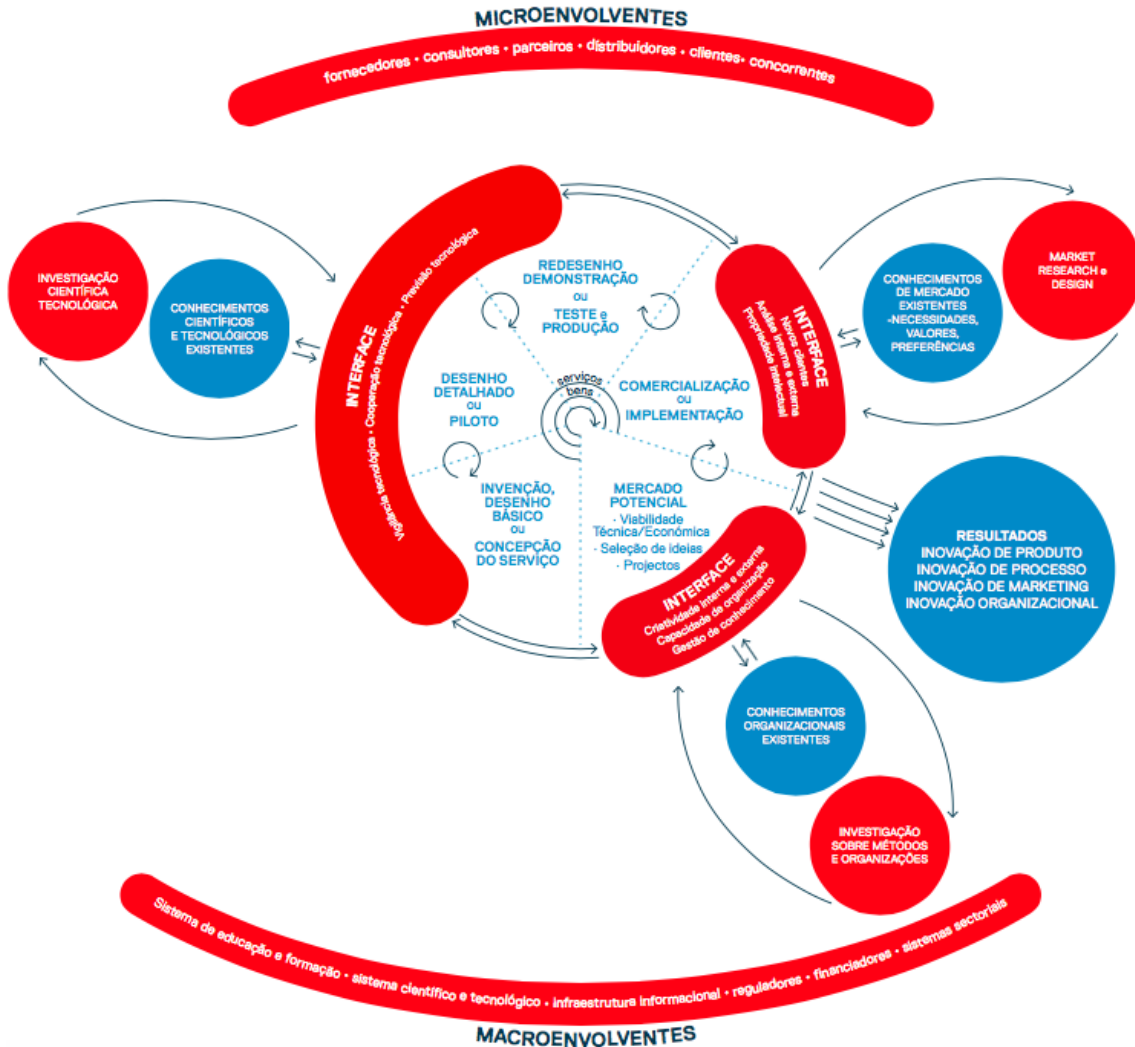 MICROENVOLVENTES
fornecedores • consultores • parceiros • distribuidores • clientes• concorrentes
INVESTIGAÇÃO
CIENTÍFICA
TECNOLÓGICA
CONHECIMENTOS
CIENTÍFICOS
E TECNOLÓGICOS
EXISTENTES
INTERFACE
Vigilância tecnológica • Cooperação tecnológica • Previsão tecnológica
REDESENHO
DEMONSTRAÇÃO
ou
TESTE e
PRODUÇÃO
DESENHO
DETALHADO
ou
PILOTO
serviços
bens
COMERCIALIZAÇÃO
ou
IMPLEMENTAÇÃO
INVENÇÃO,
DESENHO
BÁSICO
ou
CONCEPÇÃO
DO SERVIÇO
MERCADO
POTENCIAL
· Viabilidade
Técnica/Económica
· Seleção de ideias
· Projectos
INTERFACE
Novos clientes
Análise interna e externa
Propriedade intelectual
CONHECIMENTOS
DE MERCADO
EXISTENTES
-NECESSIDADES,
VALORES,
PREFERÊNCIAS
MARKET
RESEARCH e
DESIGN
INTERFACE
Criatividade interna e externa
Capacidade de organização
Gestão de conhecimento
RESULTADOS
INOVAÇÃO DE PRODUTO
INOVAÇÃO DE PROCESSO
INOVAÇÃO DE MARKETING
INOVAÇÃO ORGANIZACIONAL
CONHECIMENTOS
ORGANIZACIONAIS
EXISTENTES
INVESTIGAÇÃO
SOBRE MÉTODOS
E ORGANIZAÇÕES
Sistema de educação e formação • sistema científico e tecnológico • infraestrutura informacional • reguladores • financiadores • sistemas sectoriais
MACROENVOLVENTES